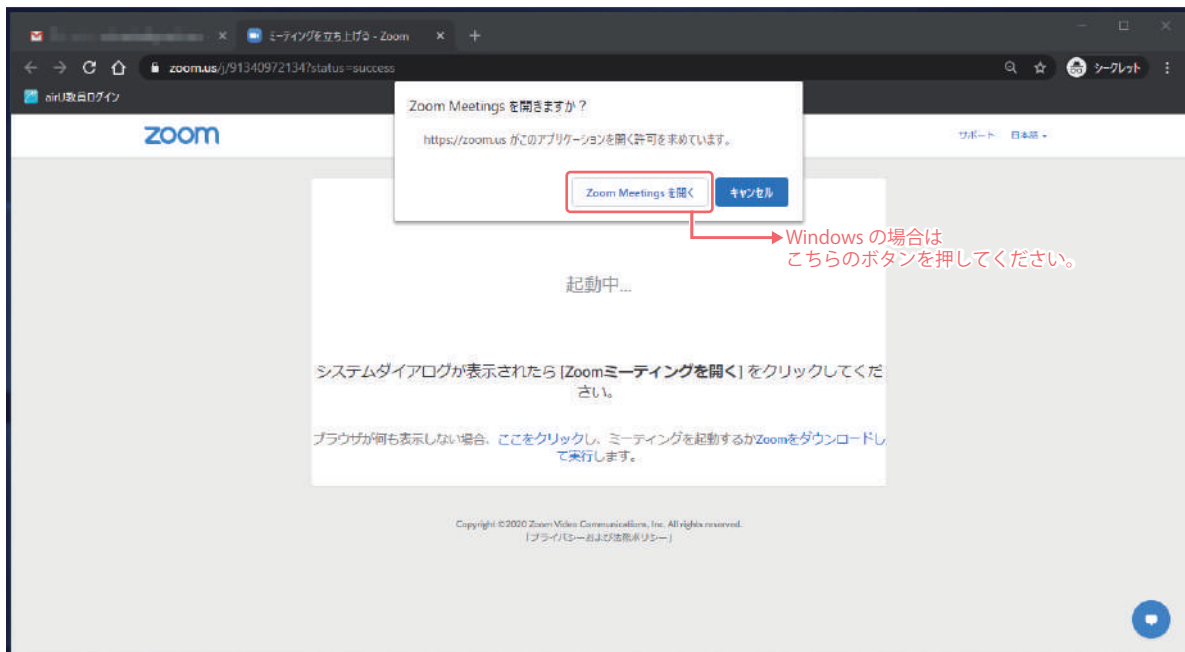 ミーティングを立ち上げる - Zoom
zoom.us/j/91340972134?status=success
シークレット
airU教員ログイン
Zoom Meetings を開きますか？
https://zoom.us がこのアプリケーションを開く許可を求めています。
zoom
サポート 日本語
Zoom Meetings を開く キャンセル
Windows の場合は
こちらのボタンを押してください。
起動中...
システムダイアログが表示されたら [Zoomミーティングを開く] をクリックしてくだ
さい。
ブラウザが何も表示しない場合、ここをクリックし、ミーティングを起動するかZoomをダウンロードし
て実行します。
Copyright ©2020 Zoom Video Communications, Inc. All rights reserved.
「プライバシーおよび法務ポリシー」